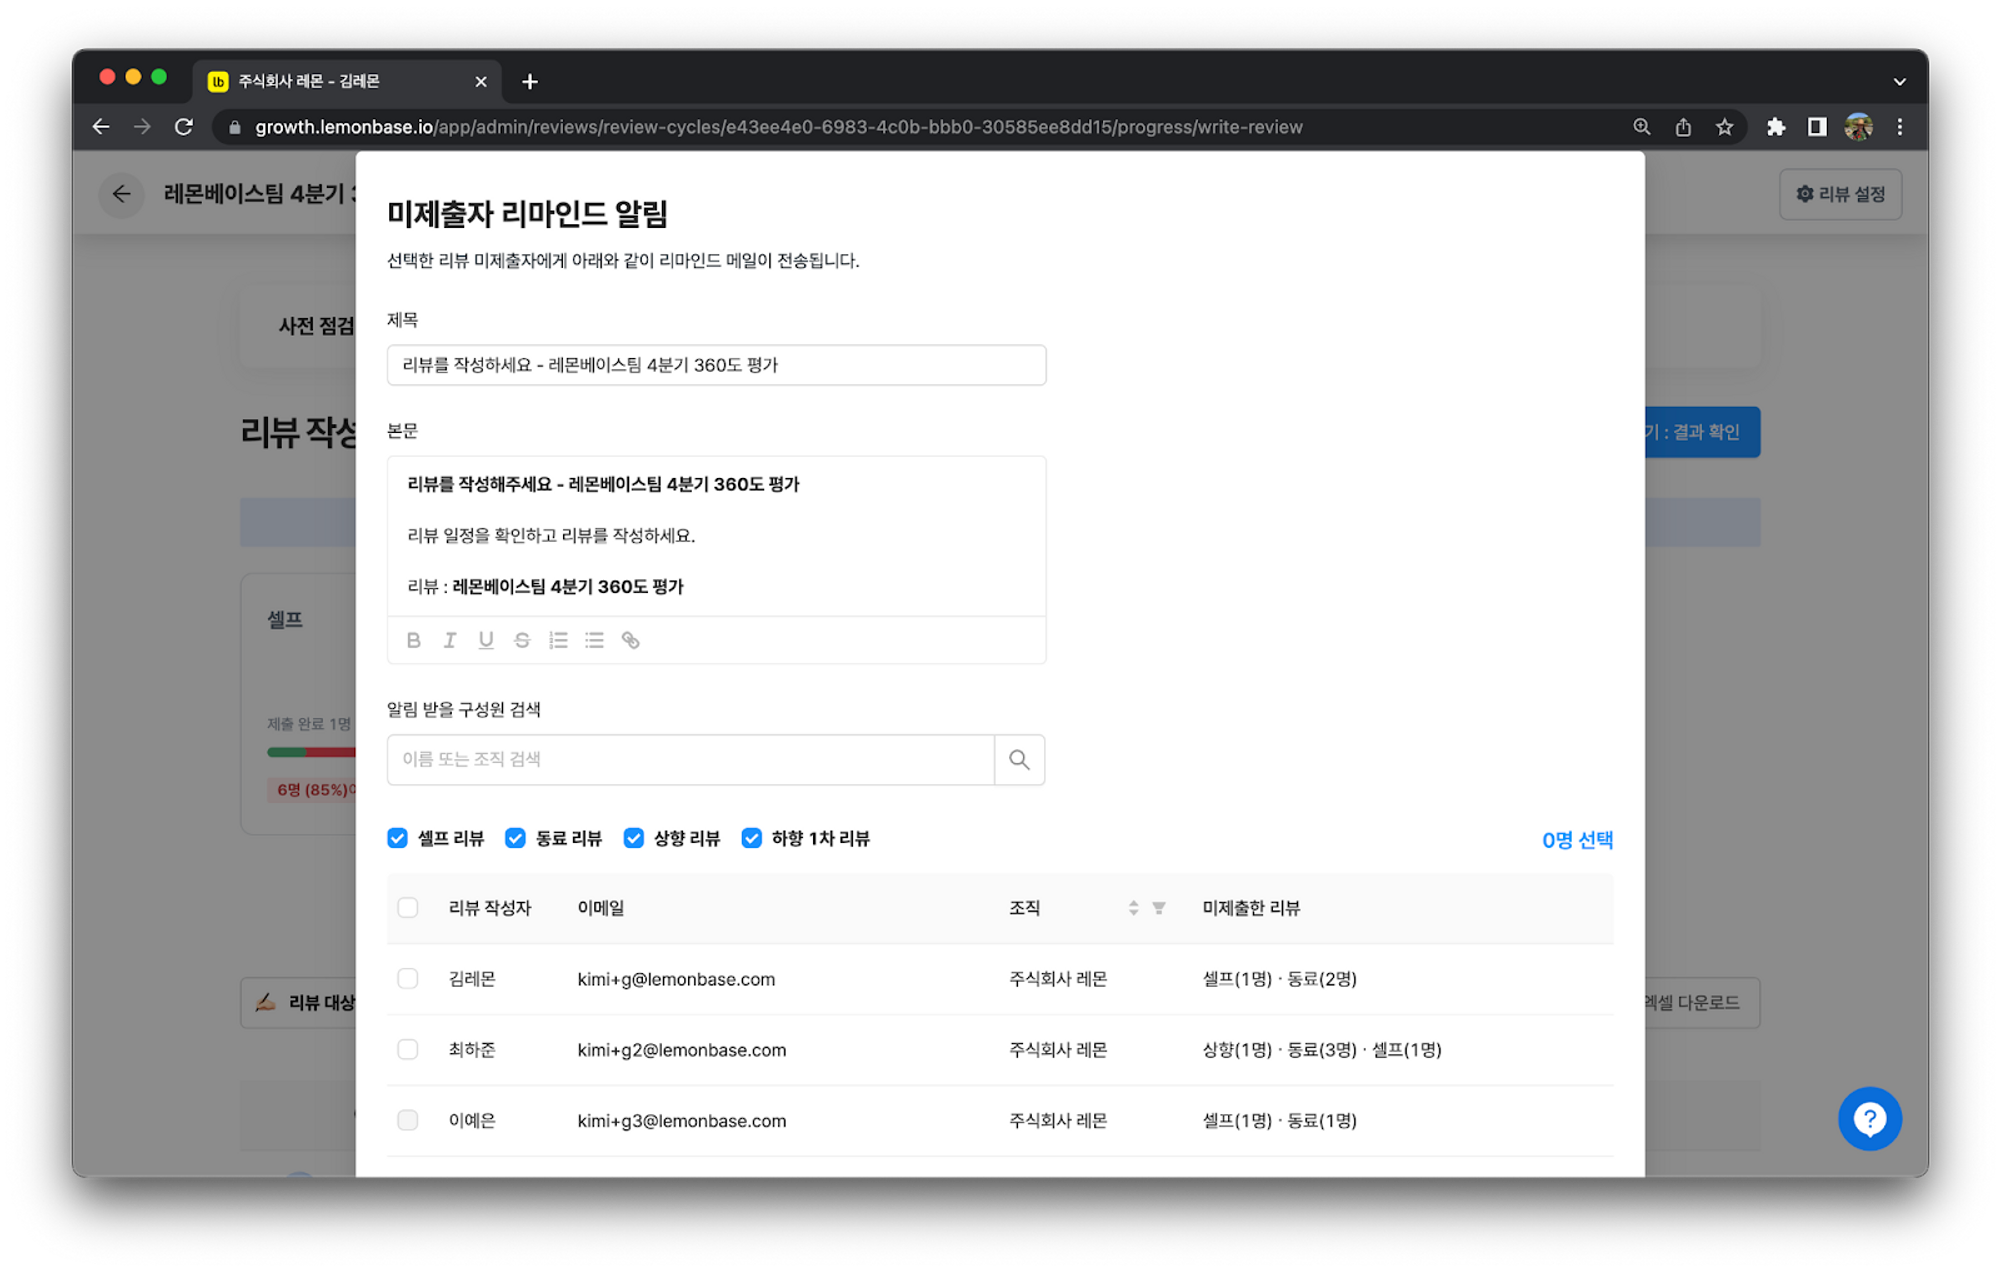 lb 주식회사 레몬 - 김레몬
growth.lemonbase.io/app/admin/reviews/review-cycles/e43ee4e0-6983-4c0b-bbb0-30585ee8dd15/progress/write-review
레몬베이스팀 4분기
리뷰 설정
미제출자 리마인드 알림
선택한 리뷰 미제출자에게 아래와 같이 리마인드 메일이 전송됩니다.
사전 점검
제목
리뷰를 작성하세요 - 레몬베이스팀 4분기 360도 평가
리뷰 작성
기 : 결과 확인
본문
리뷰를 작성해주세요 - 레몬베이스팀 4분기 360도 평가
리뷰 일정을 확인하고 리뷰를 작성하세요.
리뷰 : 레몬베이스팀 4분기 360도 평가
B I U S
셀프
제출 완료 1명
6명 (85%)
알림 받을 구성원 검색
이름 또는 조직 검색
셀프 리뷰 동료 리뷰 상향 리뷰 하향 1차 리뷰
0명 선택
리뷰 작성자 이메일 조직 미제출한 리뷰
김레몬 kimi+g@lemonbase.com 주식회사 레몬 셀프(1명) · 동료(2명)
리뷰 대상
엑셀 다운로드
최하준 kimi+g2@lemonbase.com 주식회사 레몬 상향(1명) · 동료(3명) · 셀프(1명)
이예은 kimi+g3@lemonbase.com 주식회사 레몬 셀프(1명) · 동료(1명)